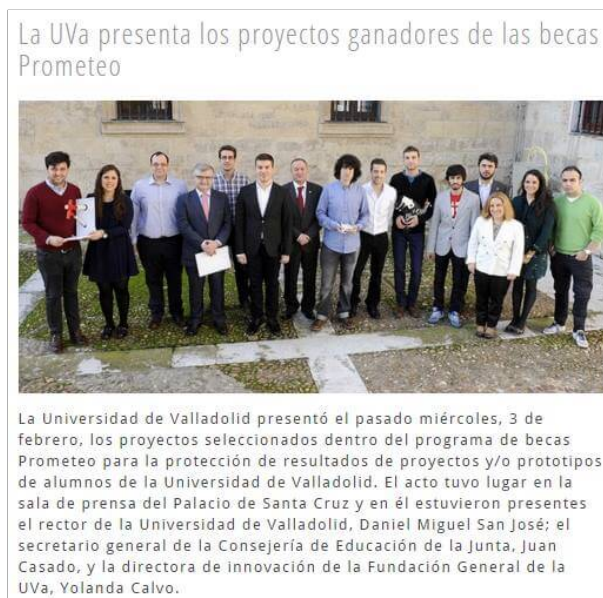 La UVa presenta los proyectos ganadores de las becas
Prometeo
La Universidad de Valladolid presentó el pasado miércoles, 3 de
febrero, los proyectos seleccionados dentro del programa de becas
Prometeo para la protección de resultados de proyectos y/o prototipos
de alumnos de la Universidad de Valladolid. El acto tuvo lugar en la
sala de prensa del Palacio de Santa Cruz y en él estuvieron presentes
el rector de la Universidad de Valladolid, Daniel Miguel San José; el
secretario general de la Consejería de Educación de la Junta, Juan
Casado, y la directora de innovación de la Fundación General de la
UVa, Yolanda Calvo.